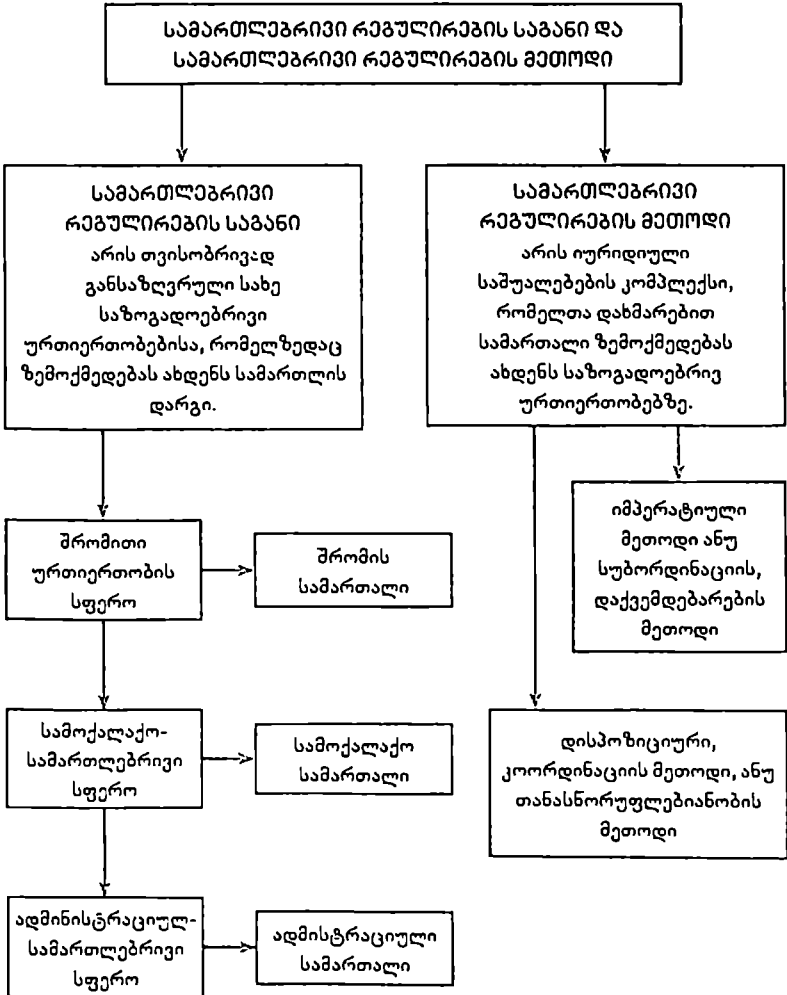 ᲡᲐᲛᲐᲠᲗᲚᲔᲑᲠᲘᲕᲘ ᲠᲔᲒᲣᲚᲘᲠᲔᲑᲘᲡ ᲡᲐᲒᲐᲜᲘ ᲓᲐ
ᲡᲐᲛᲐᲠᲗᲚᲔᲑᲠᲘᲕᲘ ᲠᲔᲒᲣᲚᲘᲠᲔᲑᲘᲡ ᲛᲔᲗᲝᲓᲘ
ᲡᲐᲛᲐᲠᲗᲚᲔᲑᲠᲘᲕᲘ
ᲠᲔᲒᲣᲚᲘᲠᲔᲑᲘᲡ ᲡᲐᲒᲐᲜᲘ
არის თვისობრივად
განსაზღვრული სახე
საზოგადოებრივი
ურთიერთობებისა, რომელზედაც
ზემოქმედებას ახდენს სამართლის
დარგი.
ᲡᲐᲛᲐᲠᲗᲚᲔᲑᲠᲘᲕᲘ
ᲠᲔᲒᲣᲚᲘᲠᲔᲑᲘᲡ ᲛᲔᲗᲝᲓᲘ
არის იურიდიული
საშუალებების კომპლექსი,
რომელთა დახმარებით
სამართალი ზემოქმედებას
ახდენს საზოგადოებრივ
ურთიერთობებზე.
შრომითი
ურთიერთობის
სფერო
შრომის
სამართალი
იმპერატიული
მეთოდი ანუ
სუბორდინაციის,
დაქვემდებარების
მეთოდი
სამოქალაქო-
სამართლებრივი
სფერო
სამოქალაქო
სამართალი
დისპოზიციური,
კოორდინაციის მეთოდი, ანუ
თანასწორუფლებიანობის
მეთოდი
ადმინისტრაციულ-
სამართლებრივი
სფერო
ადმისტრაციული
სამართალი